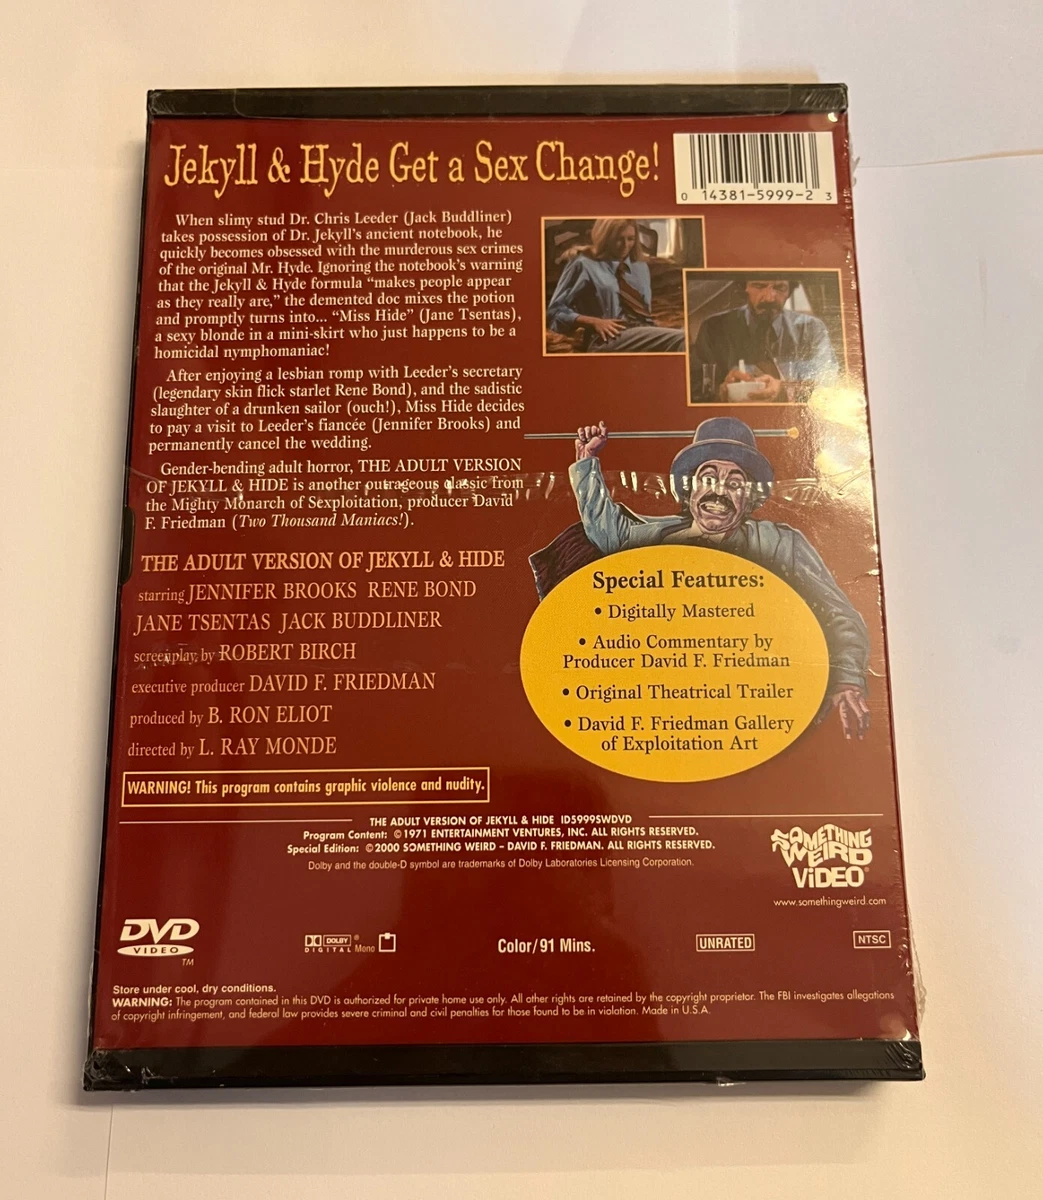 Jekyll & Hyde Get a Sex Change!
0 14381-5999-2 3
When slimy stud Dr. Chris Leeder (Jack Buddliner)
takes possession of Dr. Jekyll's ancient notebook, he
quickly becomes obsessed with the murderous sex crimes
of the original Mr. Hyde. Ignoring the notebook's warning
that the Jekyll & Hyde formula “makes people appear
as they really are,” the demented doc mixes the potion
and promptly turns into... “Miss Hide” (Jane Tsentas),
a sexy blonde in a mini-skirt who just happens to be a
homicidal nymphomaniac!
After enjoying a lesbian romp with Leeder's secretary
(legendary skin flick starlet Rene Bond), and the sadistic
slaughter of a drunken sailor (ouch!), Miss Hide decides
to pay a visit to Leeder's fiancée (Jennifer Brooks) and
permanently cancel the wedding.
Gender-bending adult horror, THE ADULT VERSION
OF JEKYLL & HIDE is another outrageous classic from
the Mighty Monarch of Sexploitation, producer David
F. Friedman (Two Thousand Maniacs!).
THE ADULT VERSION OF JEKYLL & HIDE
starring JENNIFER BROOKS RENE BOND
JANE TSENTAS JACK BUDDLINER
screenplay by ROBERT BIRCH
executive producer DAVID F. FRIEDMAN
produced by B. RON ELIOT
directed by L. RAY MONDE
Special Features:
• Digitally Mastered
• Audio Commentary by
Producer David F. Friedman
• Original Theatrical Trailer
• David F. Friedman Gallery
of Exploitation Art
WARNING! This program contains graphic violence and nudity.
THE ADULT VERSION OF JEKYLL & HIDE ID5999SWDVD
Program Content: ©1971 ENTERTAINMENT VENTURES, INC. ALL RIGHTS RESERVED.
Special Edition: ©2000 SOMETHING WEIRD – DAVID F. FRIEDMAN. ALL RIGHTS RESERVED.
Dolby and the double-D symbol are trademarks of Dolby Laboratories Licensing Corporation.
SOMETHING
WEIRD
ViDEO®
www.somethingweird.com
DVD
VIDEO
TM
DOLBY ®
DIGITAL Mono
Color/91 Mins.
UNRATED
NTSC
Store under cool, dry conditions.
WARNING: The program contained in this DVD is authorized for private home use only. All other rights are retained by the copyright proprietor. The FBI investigates allegations
of copyright infringement, and federal law provides severe criminal and civil penalties for those found to be in violation. Made in U.S.A.